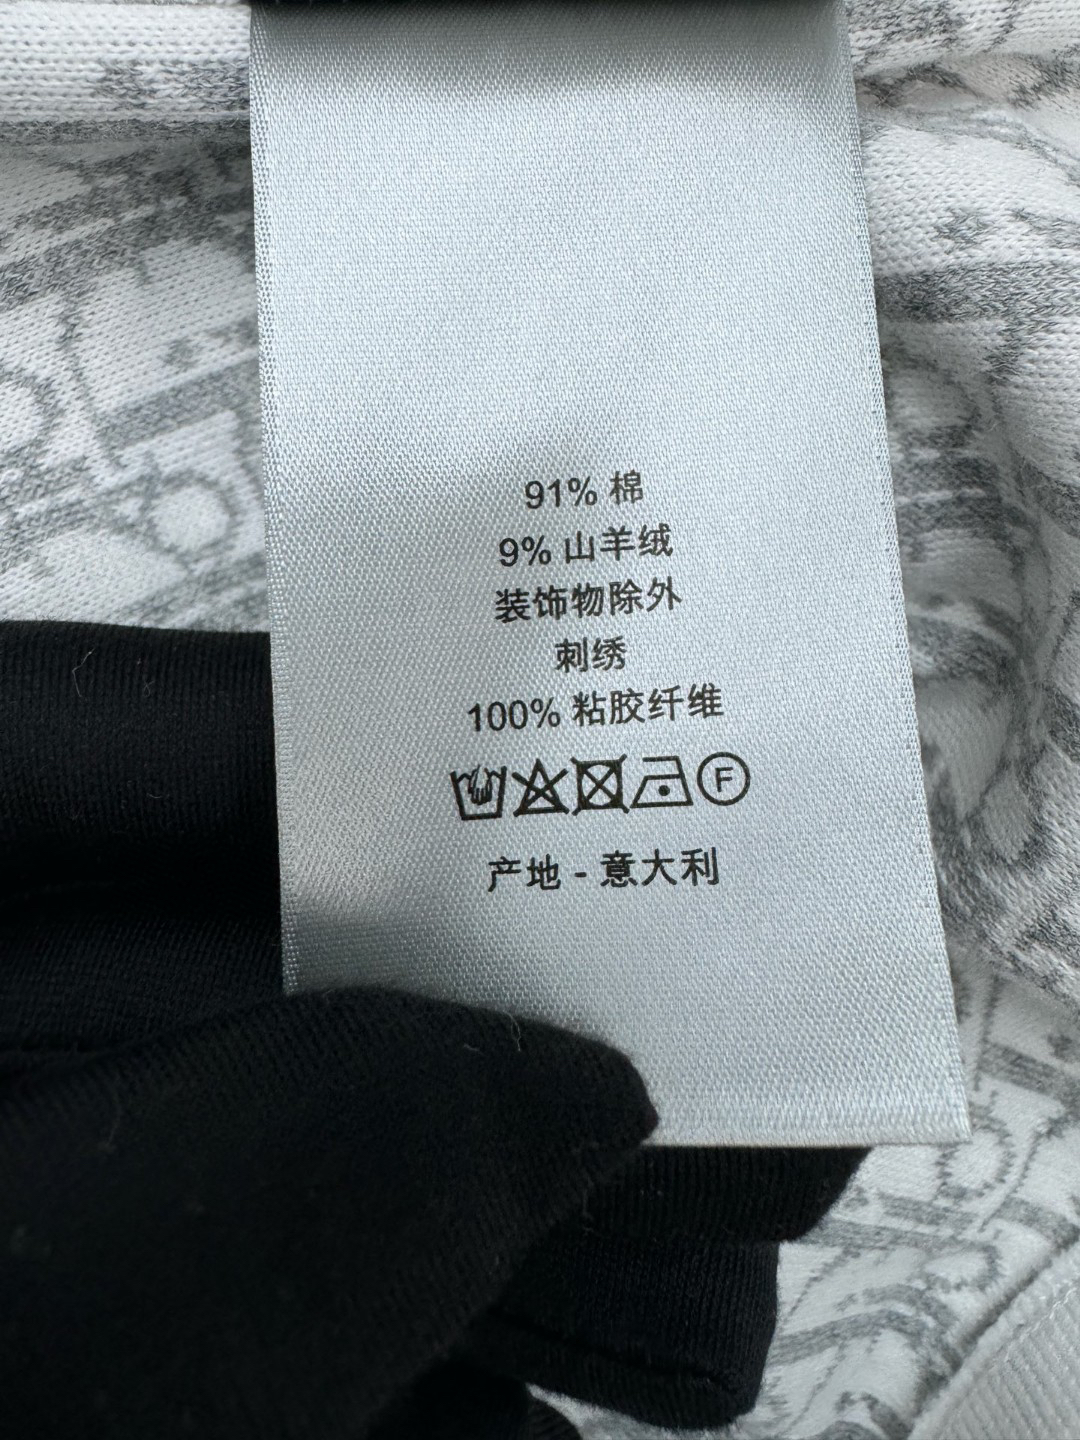 91% 棉
9% 山羊绒
装饰物除外
刺绣
100% 粘胶纤维
F
产地 - 意大利